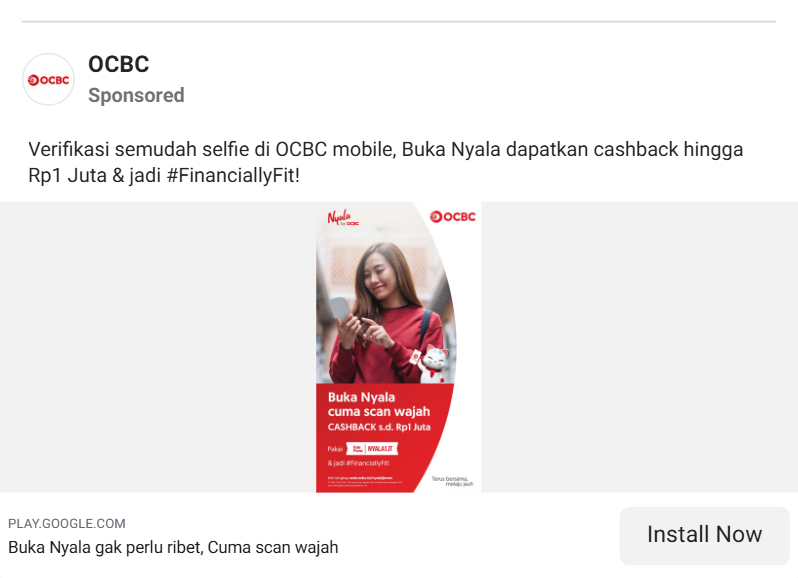 OCBC
OCBC
Sponsored
Verifikasi semudah selfie di OCBC mobile, Buka Nyala dapatkan cashback hingga
Rp1 Juta & jadi #FinanciallyFit!
Nyala
by OCBC
OCBC
Buka Nyala
cuma scan wajah
CASHBACK s.d. Rp1 Juta
Pakai NYALA1JT
& jadi #FinanciallyFit!
Terus bersama,
melaju jauh
PLAY.GOOGLE.COM
Buka Nyala gak perlu ribet, Cuma scan wajah
Install Now